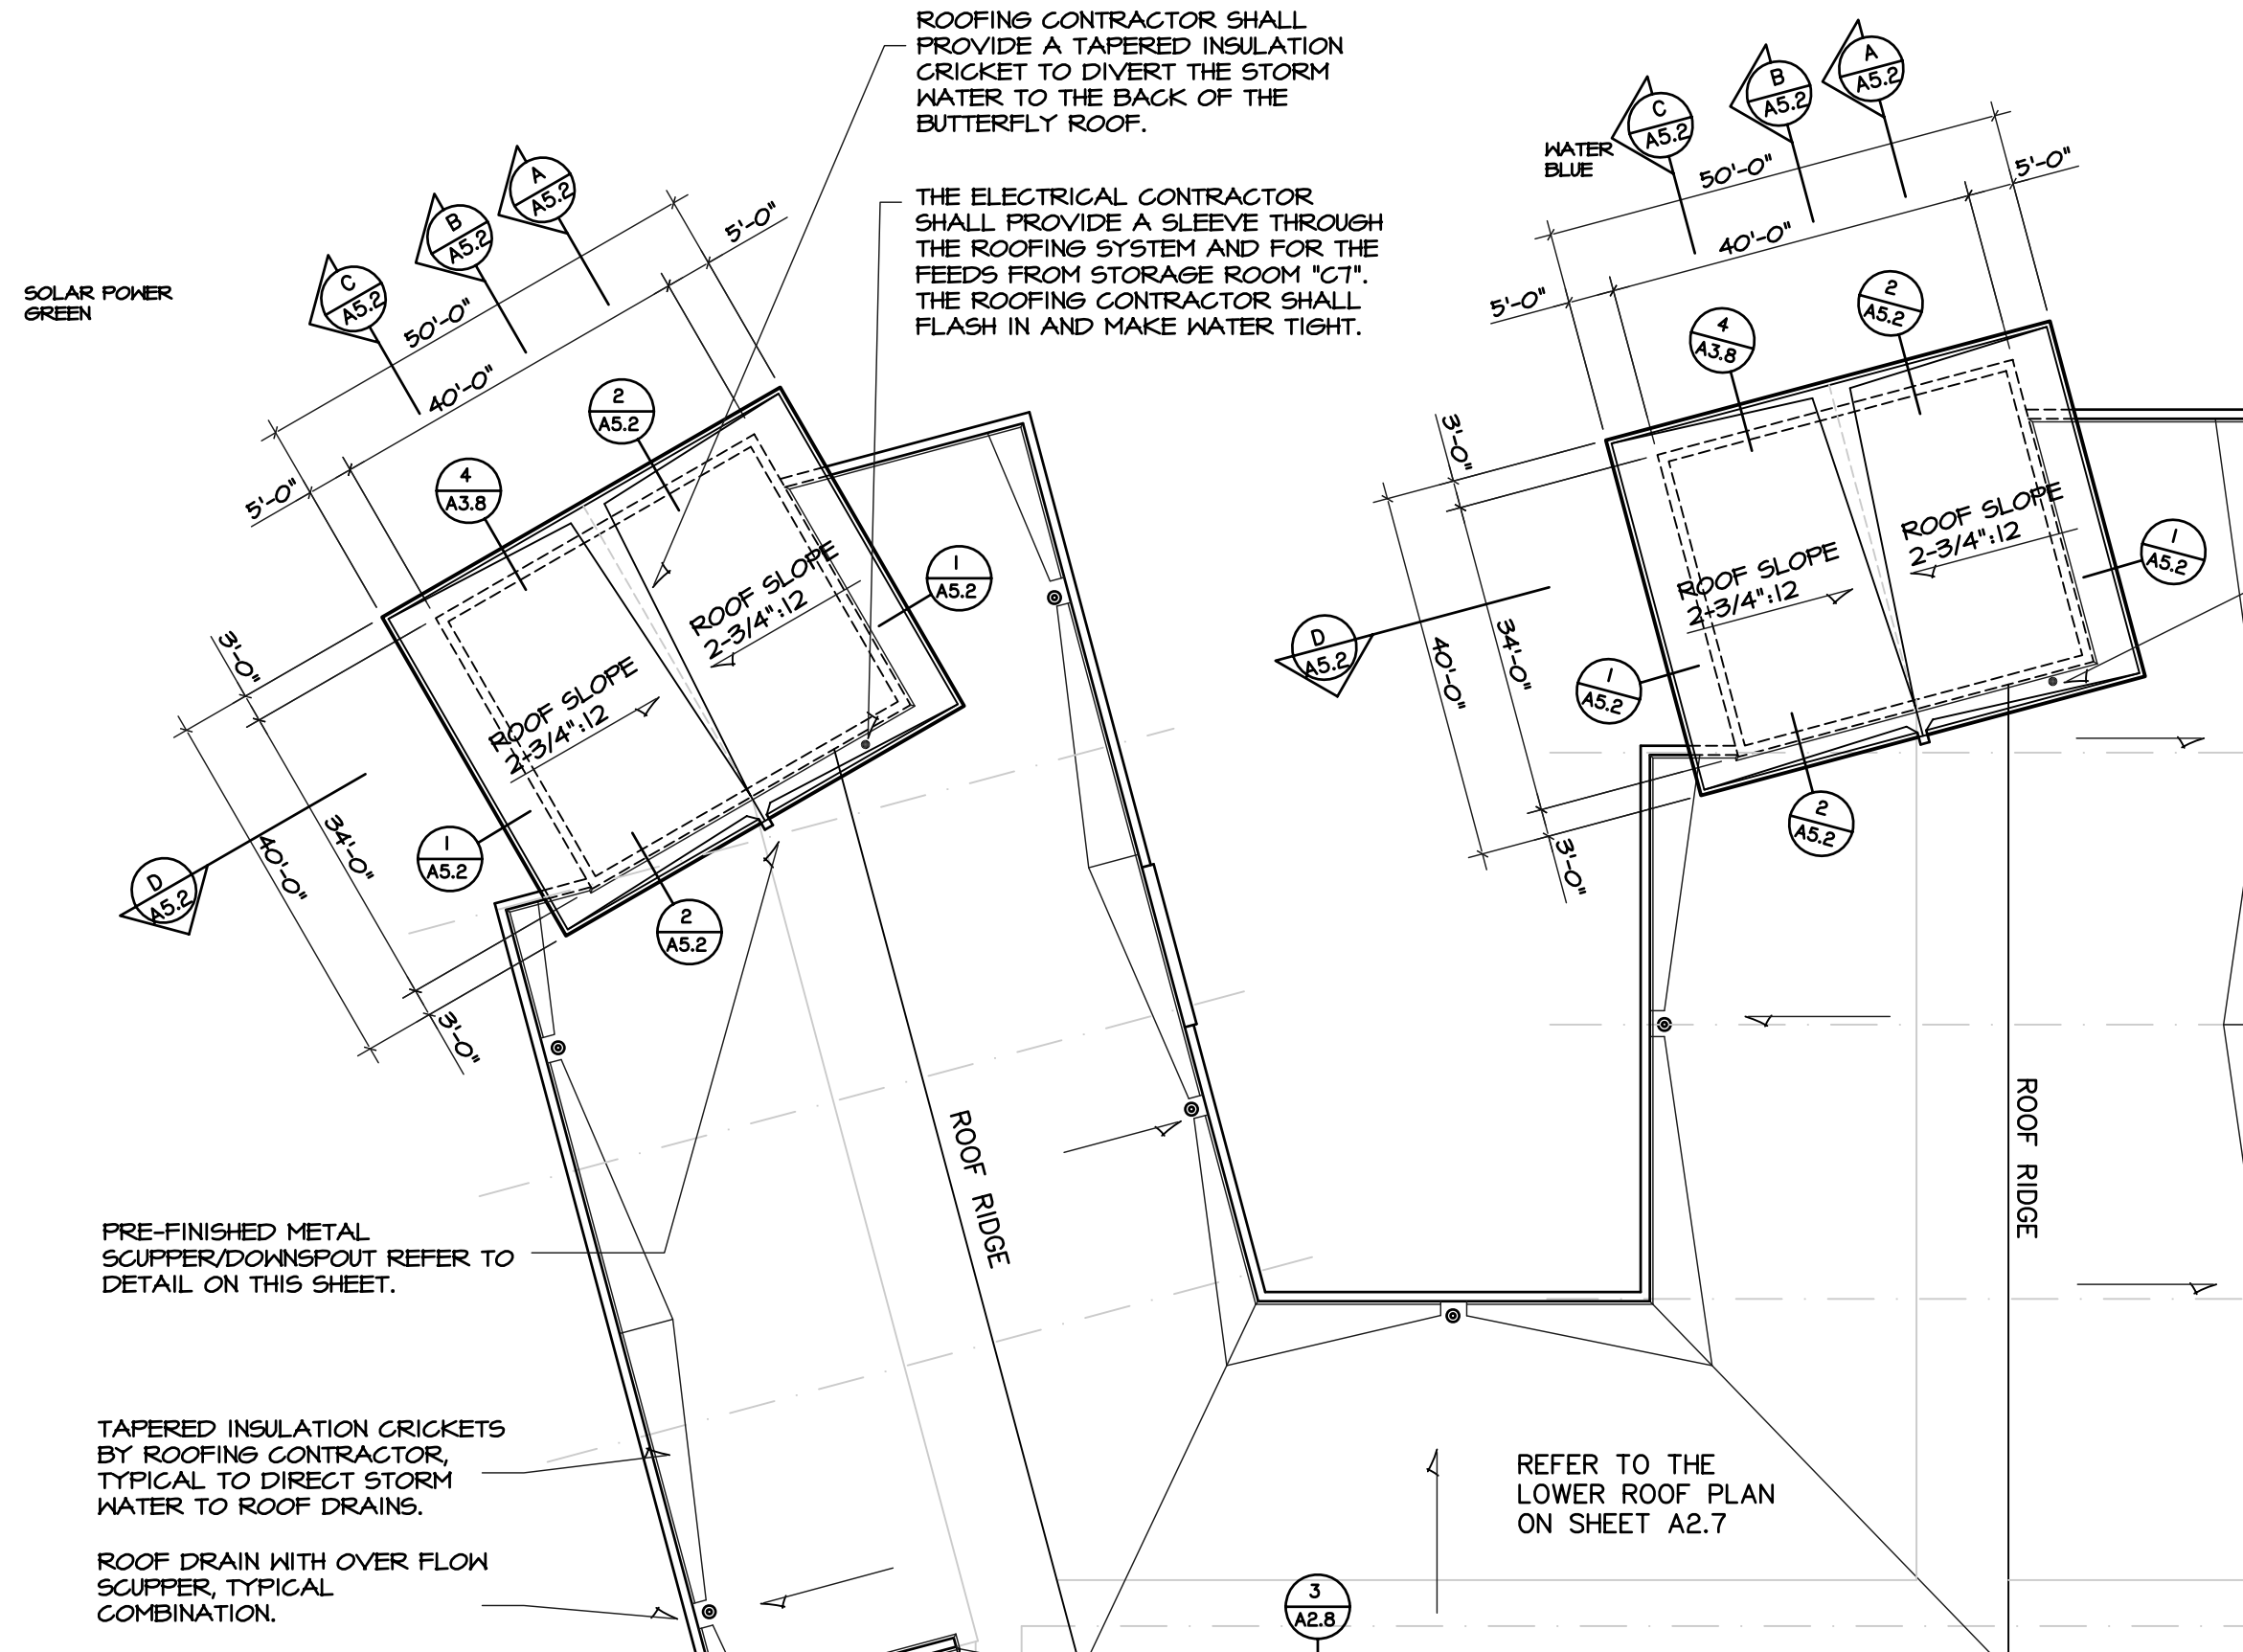 ROOFING CONTRACTOR SHALL
PROVIDE A TAPERED INSULATION
CRICKET TO DIVERT THE STORM
WATER TO THE BACK OF THE
BUTTERFLY ROOF.
THE ELECTRICAL CONTRACTOR
SHALL PROVIDE A SLEEVE THROUGH
THE ROOFING SYSTEM AND FOR THE
FEEDS FROM STORAGE ROOM "C7".
THE ROOFING CONTRACTOR SHALL
FLASH IN AND MAKE WATER TIGHT.
SOLAR POWER
GREEN
C
A5.2
B
A5.2
A
A5.2
50'-0"
5'-0"
40'-0"
5'-0"
2
A5.2
4
A3.8
1
A5.2
ROOF SLOPE
2-3/4":12
ROOF SLOPE
2-3/4":12
3'-0"
34'-0"
40'-0"
3'-0"
1
A5.2
D
A5.2
2
A5.2
WATER
BLUE
C
A5.2
B
A5.2
A
A5.2
50'-0"
5'-0"
40'-0"
5'-0"
4
A3.8
2
A5.2
3'-0"
ROOF SLOPE
2-3/4":12
ROOF SLOPE
2-3/4":12
1
A5.2
D
A5.2
40'-0"
34'-0"
1
A5.2
2
A5.2
3'-0"
ROOF RIDGE
ROOF RIDGE
PRE-FINISHED METAL
SCUPPER/DOWNSPOUT REFER TO
DETAIL ON THIS SHEET.
TAPERED INSULATION CRICKETS
BY ROOFING CONTRACTOR,
TYPICAL TO DIRECT STORM
WATER TO ROOF DRAINS.
ROOF DRAIN WITH OVER FLOW
SCUPPER, TYPICAL
COMBINATION.
REFER TO THE
LOWER ROOF PLAN
ON SHEET A2.7
3
A2.8